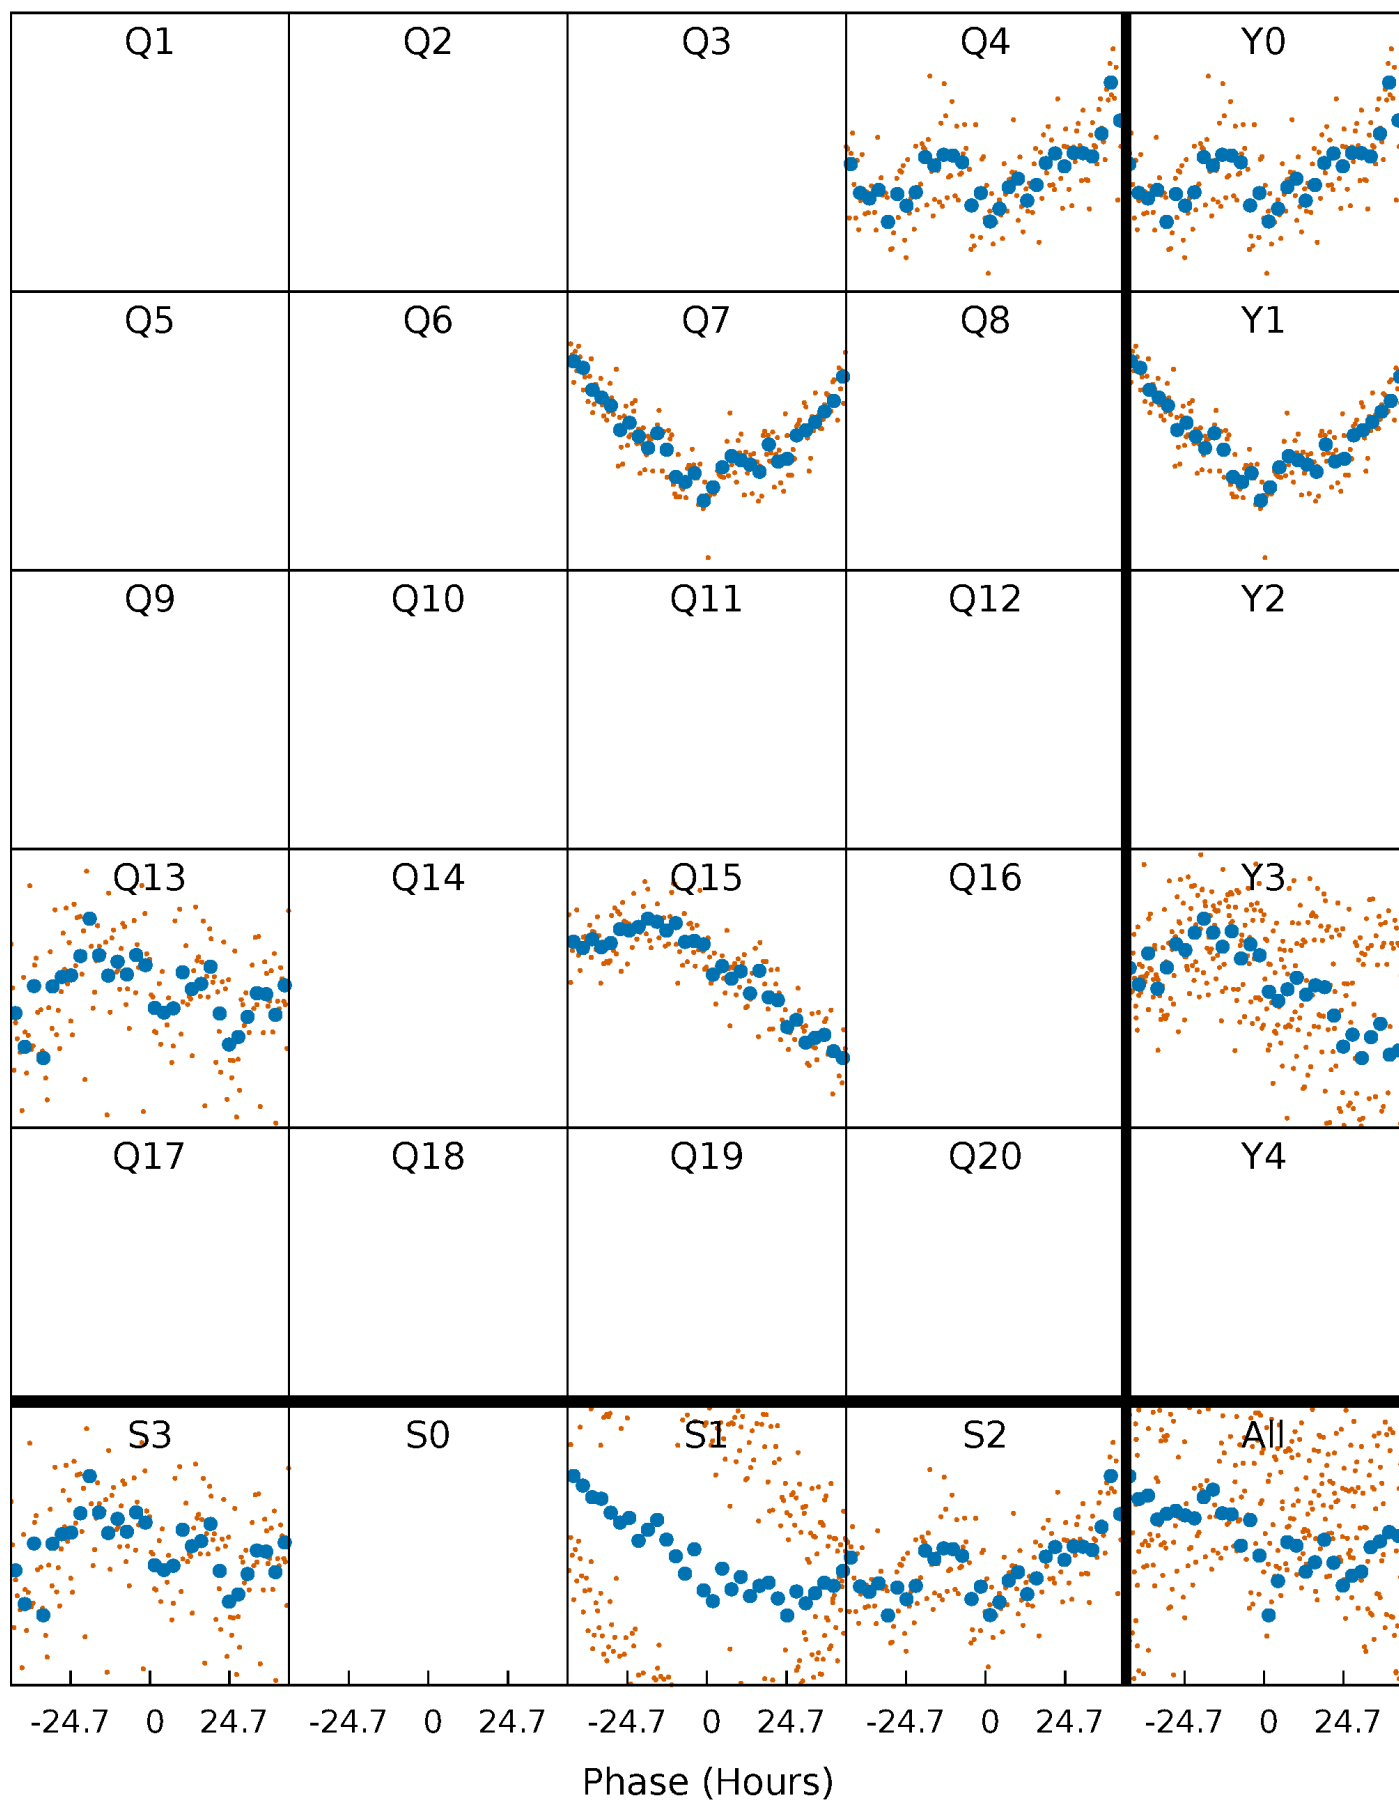 Q1 Q2 Q3 Q4 Y0
Q5 Q6 Q7 Q8 Y1
Q9 Q10 Q11 Q12 Y2
Q13 Q14 Q15 Q16 Y3
Q17 Q18 Q19 Q20 Y4
S3 S0 S1 S2 All
-24.7 0 24.7 -24.7 0 24.7 -24.7 0 24.7 -24.7 0 24.7 -24.7 0 24.7
Phase (Hours)